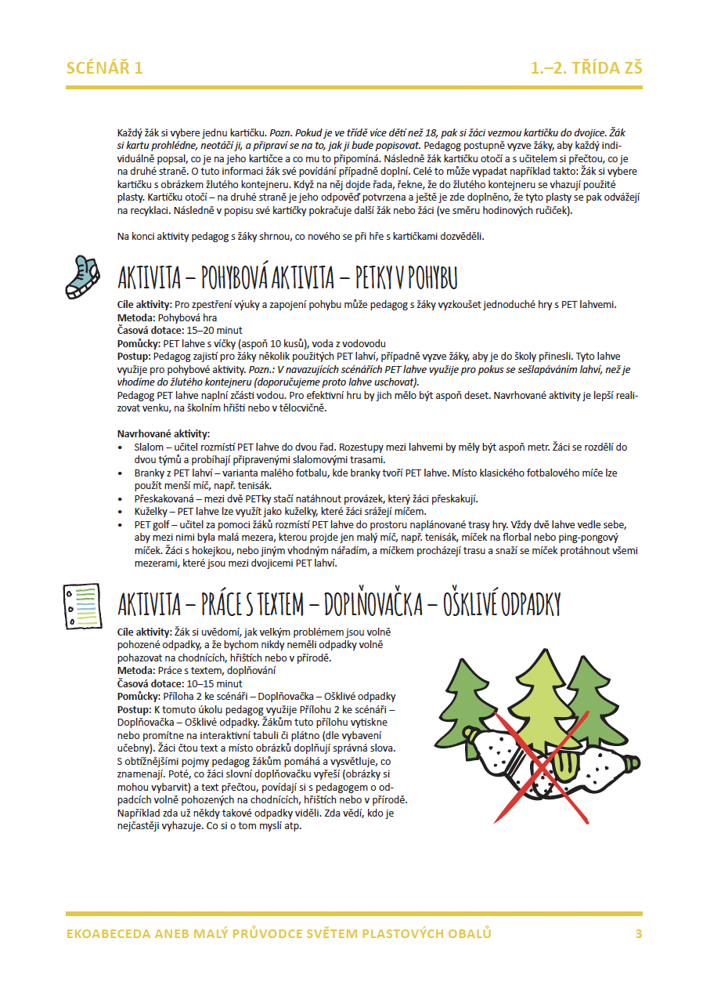 SCÉNÁŘ 1
1.–2. TŘÍDA ZŠ
Každý žák si vybere jednu kartičku. Pozn. Pokud je ve třídě více dětí než 18, pak si žáci vezmou kartičku do dvojice. Žák
si kartu prohlédne, neotáčí ji, a připraví se na to, jak ji bude popisovat. Pedagog postupně vyzve žáky, aby každý indi-
viduálně popsal, co je na jeho kartičce a co mu to připomíná. Následně žák kartičku otočí a s učitelem si přečtou, co je
na druhé straně. O tuto informaci žák své povídání případně doplní. Celé to může vypadat například takto: Žák si vybere
kartičku s obrázkem žlutého kontejneru. Když na něj dojde řada, řekne, že do žlutého kontejneru se vhazují použité
plasty. Kartičku otočí – na druhé straně je jeho odpověď potvrzena a ještě je zde doplněno, že tyto plasty se pak odvážejí
na recyklaci. Následně v popisu své kartičky pokračuje další žák nebo žáci (ve směru hodinových ručiček).
Na konci aktivity pedagog s žáky shrnou, co nového se při hře s kartičkami dozvěděli.
AKTIVITA – POHYBOVÁ AKTIVITA – PETKY V POHYBU
Cíle aktivity: Pro zpestření výuky a zapojení pohybu může pedagog s žáky vyzkoušet jednoduché hry s PET lahvemi.
Metoda: Pohybová hra
Časová dotace: 15–20 minut
Pomůcky: PET lahve s víčky (aspoň 10 kusů), voda z vodovodu
Postup: Pedagog zajistí pro žáky několik použitých PET lahví, případně vyzve žáky, aby je do školy přinesli. Tyto lahve
využije pro pohybové aktivity. Pozn.: V navazujících scénářích PET lahve využije pro pokus se sešlapáváním lahví, než je
vhodíme do žlutého kontejneru (doporučujeme proto lahve uschovat).
Pedagog PET lahve naplní zčásti vodou. Pro efektivní hru by jich mělo být aspoň deset. Navrhované aktivity je lepší reali-
zovat venku, na školním hřišti nebo v tělocvičně.
Navrhované aktivity:
• Slalom – učitel rozmístí PET lahve do dvou řad. Rozestupy mezi lahvemi by měly být aspoň metr. Žáci se rozdělí do
dvou týmů a probíhají připravenými slalomovými trasami.
• Branky z PET lahví – varianta malého fotbalu, kde branky tvoří PET lahve. Místo klasického fotbalového míče lze
použít menší míč, např. tenisák.
• Přeskakovaná – mezi dvě PETky stačí natáhnout provázek, který žáci přeskakují.
• Kuželky – PET lahve lze využít jako kuželky, které žáci srážejí míčem.
• PET golf – učitel za pomoci žáků rozmístí PET lahve do prostoru naplánované trasy hry. Vždy dvě lahve vedle sebe,
aby mezi nimi byla malá mezera, kterou projde jen malý míč, např. tenisák, míček na florbal nebo ping-pongový
míček. Žáci s hokejkou, nebo jiným vhodným nářadím, a míčkem procházejí trasu a snaží se míček protáhnout všemi
mezerami, které jsou mezi dvojicemi PET lahví.
AKTIVITA – PRÁCE S TEXTEM – DOPLŇOVAČKA – OŠKLIVÉ ODPADKY
Cíle aktivity: Žák si uvědomí, jak velkým problémem jsou volně
pohozené odpadky, a že bychom nikdy neměli odpadky volně
pohazovat na chodnících, hřištích nebo v přírodě.
Metoda: Práce s textem, doplňování
Časová dotace: 10–15 minut
Pomůcky: Příloha 2 ke scénáři – Doplňovačka – Ošklivé odpadky
Postup: K tomuto úkolu pedagog využije Přílohu 2 ke scénáři –
Doplňovačka – Ošklivé odpadky. Žákům tuto přílohu vytiskne
nebo promítne na interaktivní tabuli či plátno (dle vybavení
učebny). Žáci čtou text a místo obrázků doplňují správná slova.
S obtížnějšími pojmy pedagog žákům pomáhá a vysvětluje, co
znamenají. Poté, co žáci slovní doplňovačku vyřeší (obrázky si
mohou vybarvit) a text přečtou, povídají si s pedagogem o od-
padcích volně pohozených na chodnících, hřištích nebo v přírodě.
Například zda už někdy takové odpadky viděli. Zda vědí, kdo je
nejčastěji vyhazuje. Co si o tom myslí atp.
EKOABECEDA ANEB MALÝ PRŮVODCE SVĚTEM PLASTOVÝCH OBALŮ
3